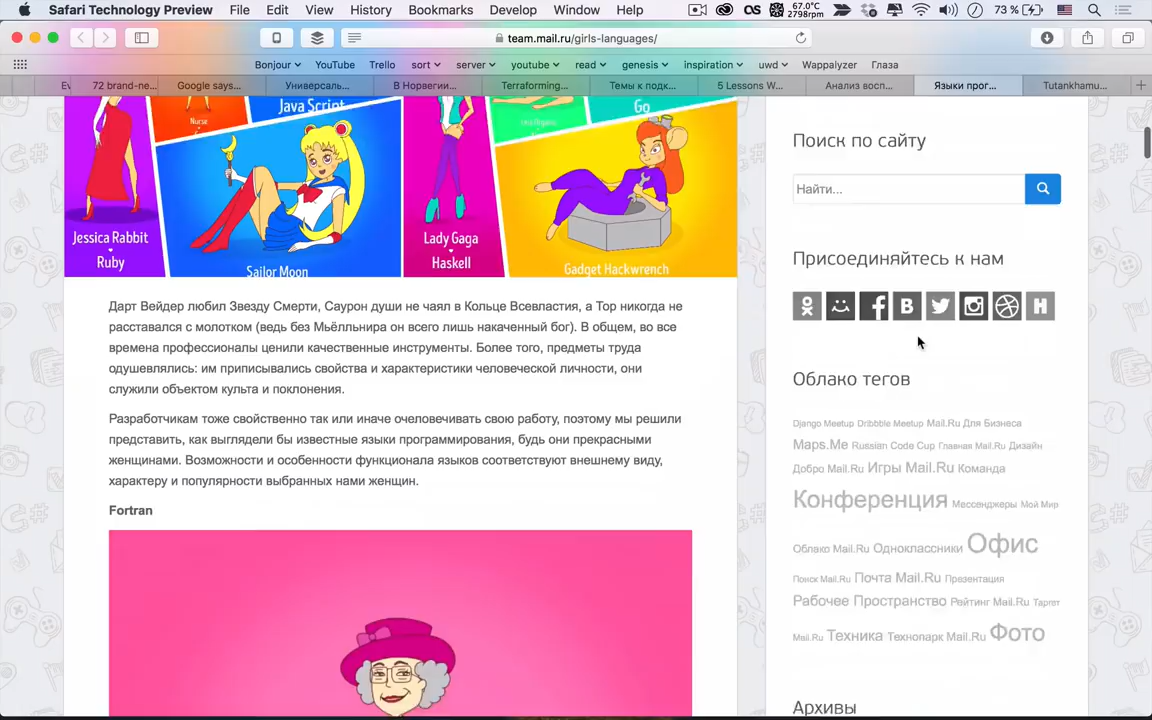 Safari Technology Preview File Edit View History Bookmarks Develop Window Help
67.0°C
2798rpm
73 %
team.mail.ru/girls-languages/
Bonjour YouTube Trello sort server youtube read genesis inspiration uwd Wappalyzer Глаза
Ev
72 brand-ne...
Google says...
Универсаль...
В Норвегии...
Terraforming...
Темы к подк...
5 Lessons W...
Анализ восп...
Языки прог...
Tutankhamu...
Nurse
Java Script
Go
Jessica Rabbit
Ruby
Sailor Moon
Lady Gaga
Haskell
Gadget Hackwrench
Дарт Вейдер любил Звезду Смерти, Саурон души не чаял в Кольце Всевластия, а Тор никогда не
расставался с молотком (ведь без Мьёлльнира он всего лишь накаченный бог). В общем, во все
времена профессионалы ценили качественные инструменты. Более того, предметы труда
одушевлялись: им приписывались свойства и характеристики человеческой личности, они
служили объектом культа и поклонения.
Разработчикам тоже свойственно так или иначе очеловечивать свою работу, поэтому мы решили
представить, как выглядели бы известные языки программирования, будь они прекрасными
женщинами. Возможности и особенности функционала языков соответствуют внешнему виду,
характеру и популярности выбранных нами женщин.
Fortran
Поиск по сайту
Найти...
Присоединяйтесь к нам
Облако тегов
Django Meetup Dribbble Meetup Mail.Ru Для Бизнеса
Maps.Me Russian Code Cup Главная Mail.Ru Дизайн
Добро Mail.Ru Игры Mail.Ru Команда
Конференция Мессенджеры Мой Мир
Облако Mail.Ru Одноклассники Офис
Поиск Mail.Ru Почта Mail.Ru Презентация
Рабочее Пространство Рейтинг Mail.Ru Таргет
Mail.Ru Техника Технопарк Mail.Ru Фото
Архивы